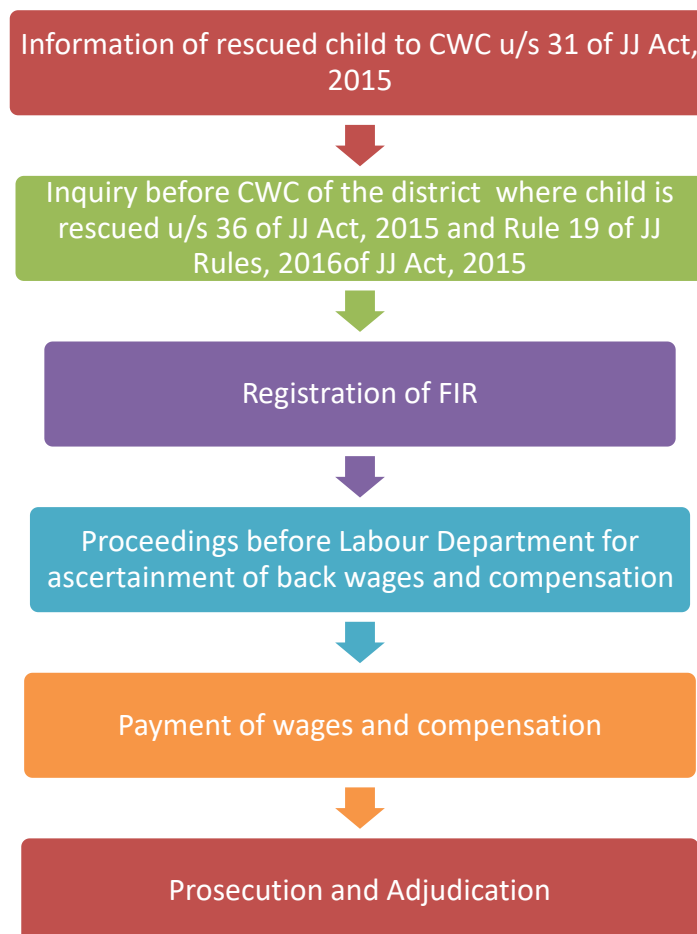 Information of rescued child to CWC u/s 31 of JJ Act,
2015
Inquiry before CWC of the district where child is
rescued u/s 36 of JJ Act, 2015 and Rule 19 of JJ
Rules, 2016of JJ Act, 2015
Registration of FIR
Proceedings before Labour Department for
ascertainment of back wages and compensation
Payment of wages and compensation
Prosecution and Adjudication